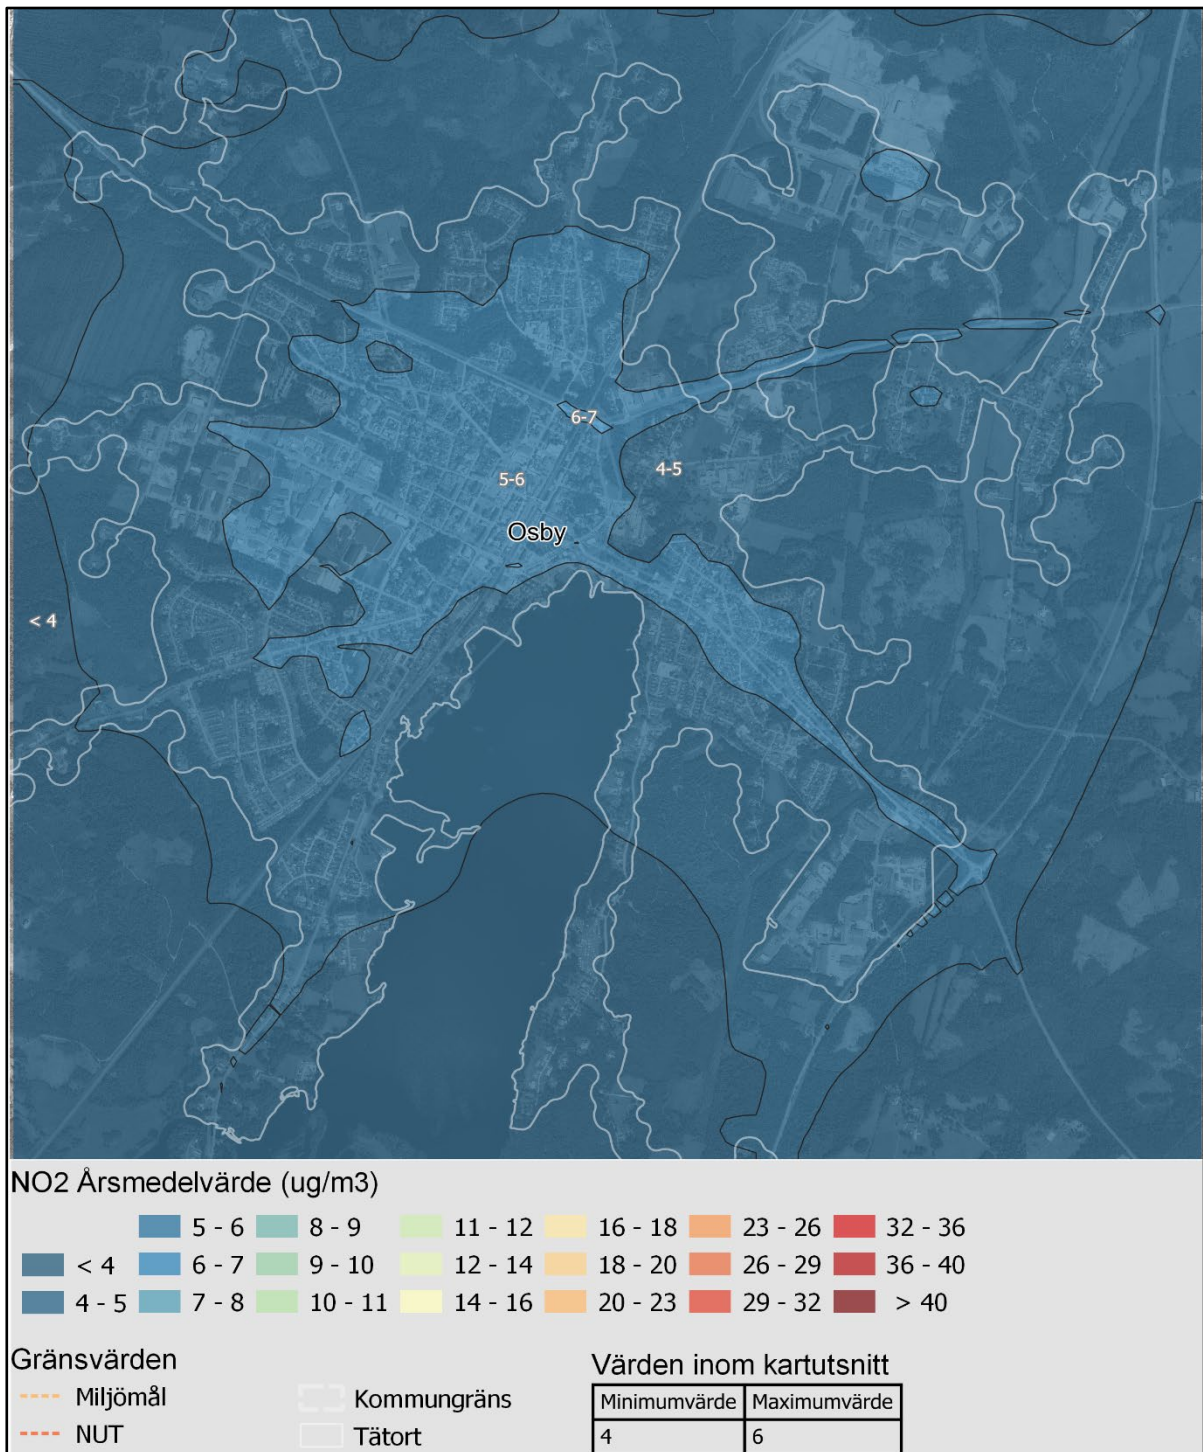 6-7
4-5
5-6
Osby
< 4
NO2 Årsmedelvärde (ug/m3)
5 - 6 8 - 9 11 - 12 16 - 18 23 - 26 32 - 36
< 4 6 - 7 9 - 10 12 - 14 18 - 20 26 - 29 36 - 40
4 - 5 7 - 8 10 - 11 14 - 16 20 - 23 29 - 32 > 40
Gränsvärden
Miljömål
NUT
Kommungräns
Tätort
Värden inom kartutsnitt
Minimumvärde Maximumvärde
4 6